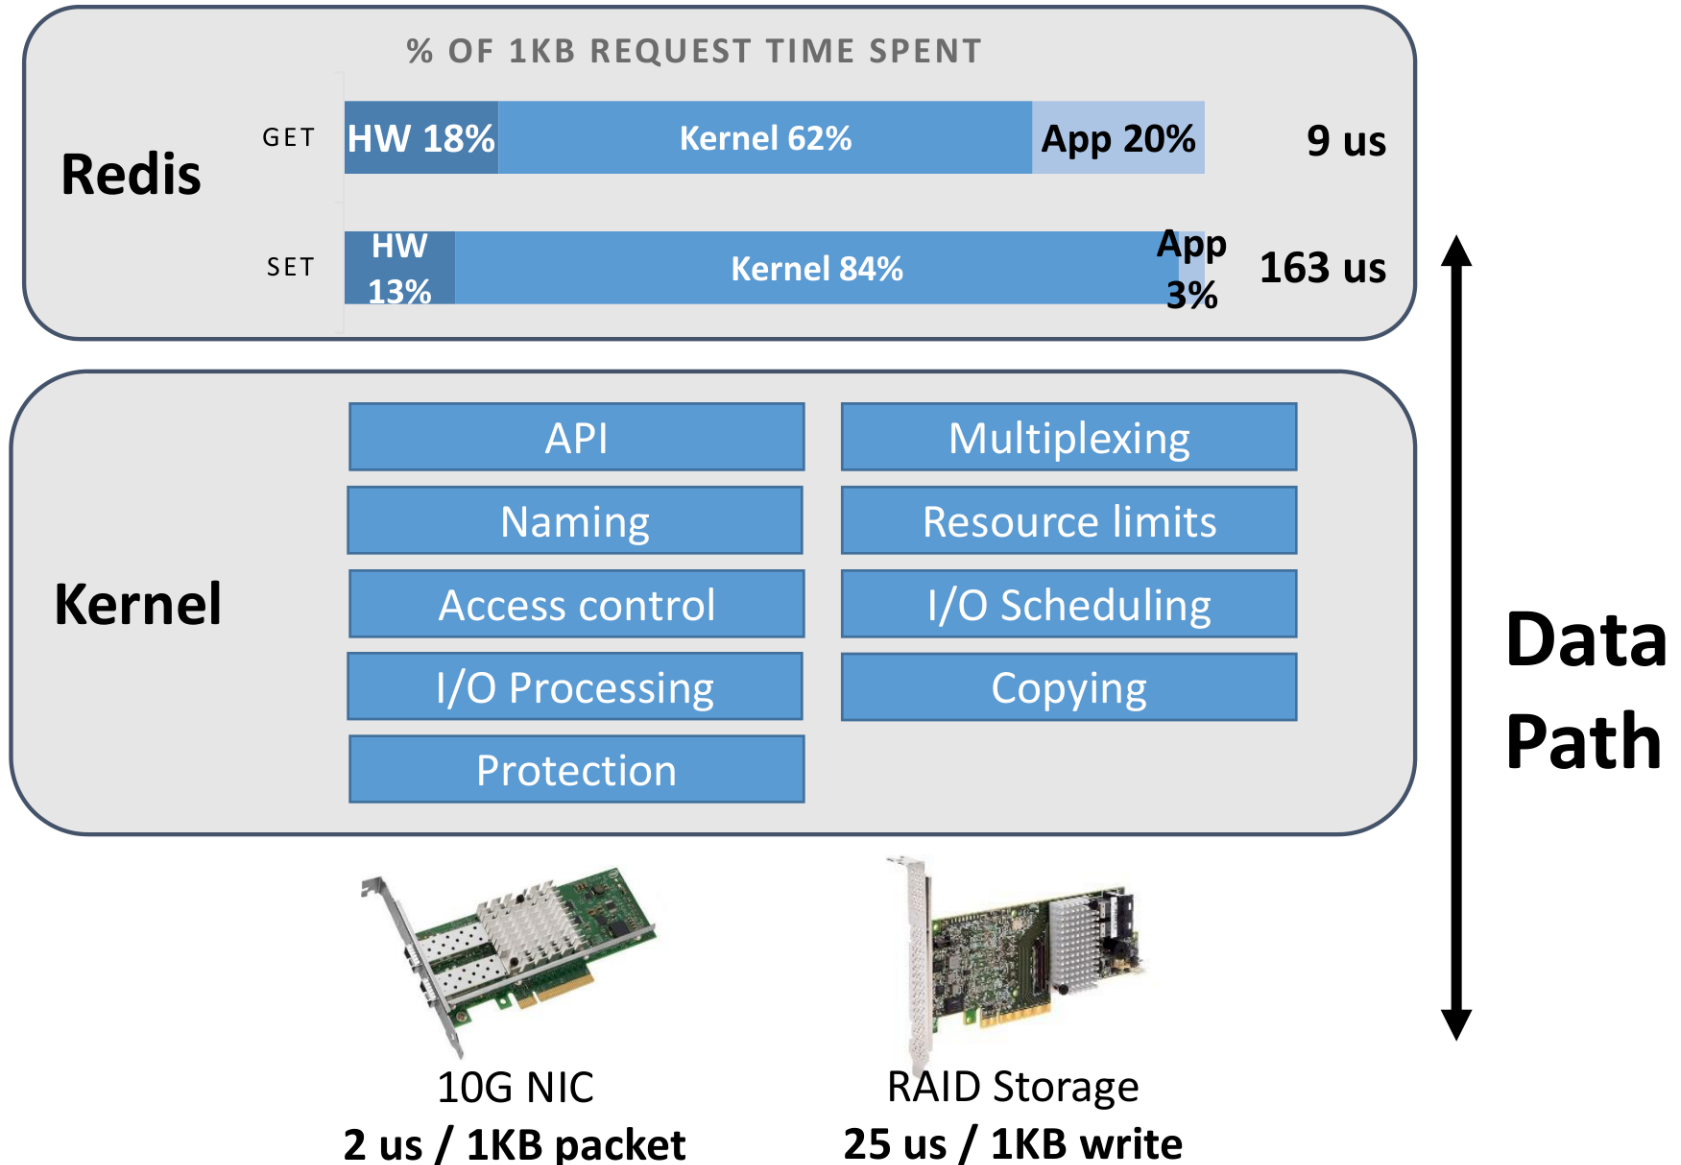 % OF 1KB REQUEST TIME SPENT
Redis
GET
HW 18%
Kernel 62%
App 20%
9 us
SET
HW
13%
Kernel 84%
App
3%
163 us
Kernel
API
Multiplexing
Naming
Resource limits
Access control
I/O Scheduling
I/O Processing
Copying
Protection
Data
Path
10G NIC
2 us / 1KB packet
RAID Storage
25 us / 1KB write